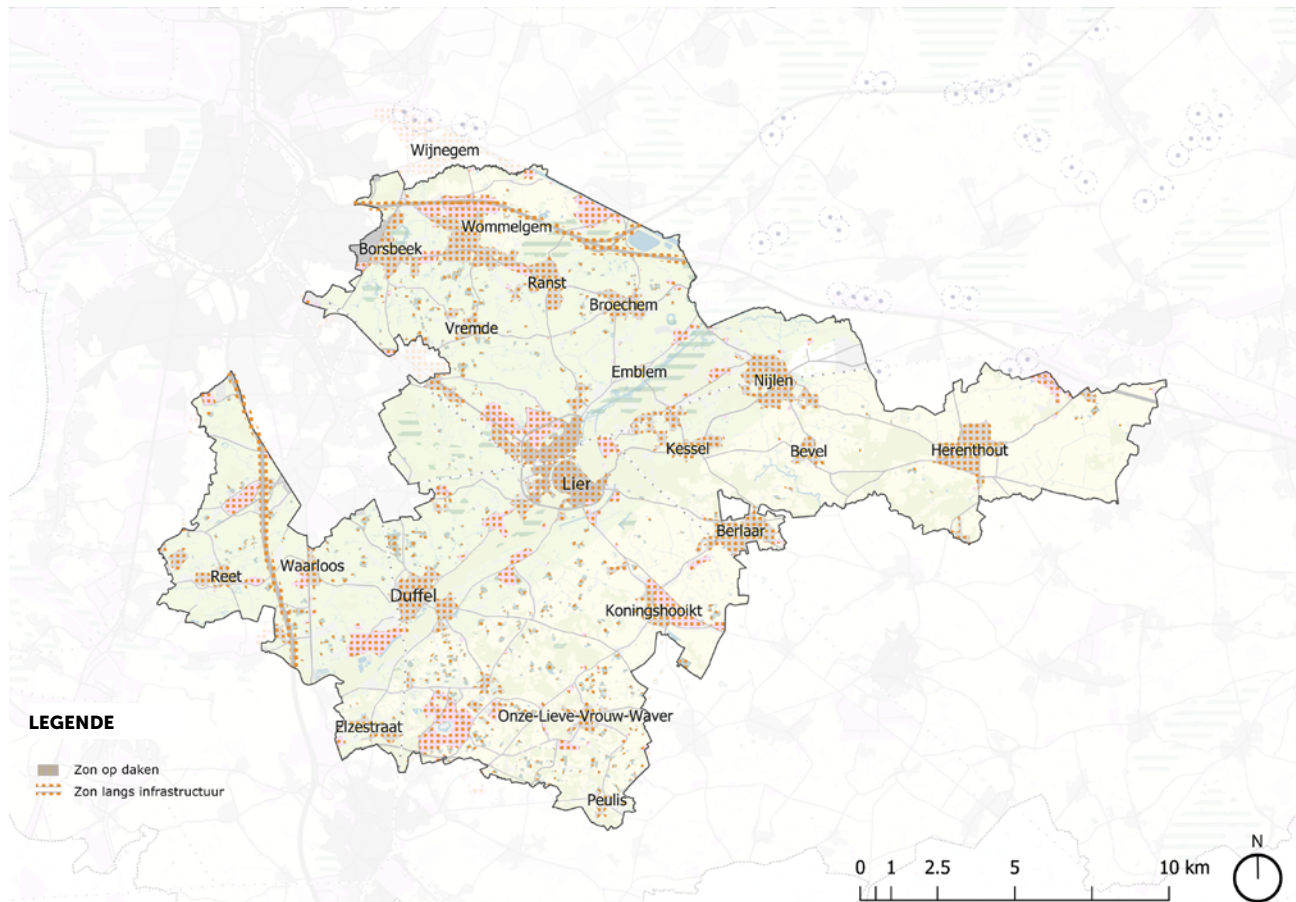 Wijnegem
Wommelgem
Borsbeek
Ranst
Broechem
Vremde
Emblem
Nijlen
Kessel
Bevel
Herenthout
Lier
Berlaar
Waarloos
Reet
Duffel
Koningshooikt
LEGENDE
Onze-Lieve-Vrouw-Waver
Elzestraat
Zon op daken
Zon langs infrastructuur
Peulis
N
0 1 2.5 5 10 km